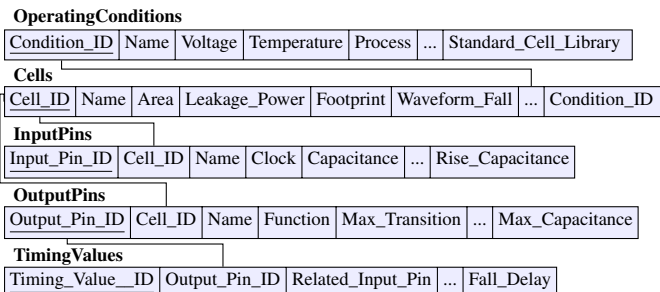 OperatingConditions
Condition_ID Name Voltage Temperature Process ... Standard_Cell_Library
Cells
Cell_ID Name Area Leakage_Power Footprint Waveform_Fall ... Condition_ID
InputPins
Input_Pin_ID Cell_ID Name Clock Capacitance ... Rise_Capacitance
OutputPins
Output_Pin_ID Cell_ID Name Function Max_Transition ... Max_Capacitance
TimingValues
Timing_Value__ID Output_Pin_ID Related_Input_Pin ... Fall_Delay